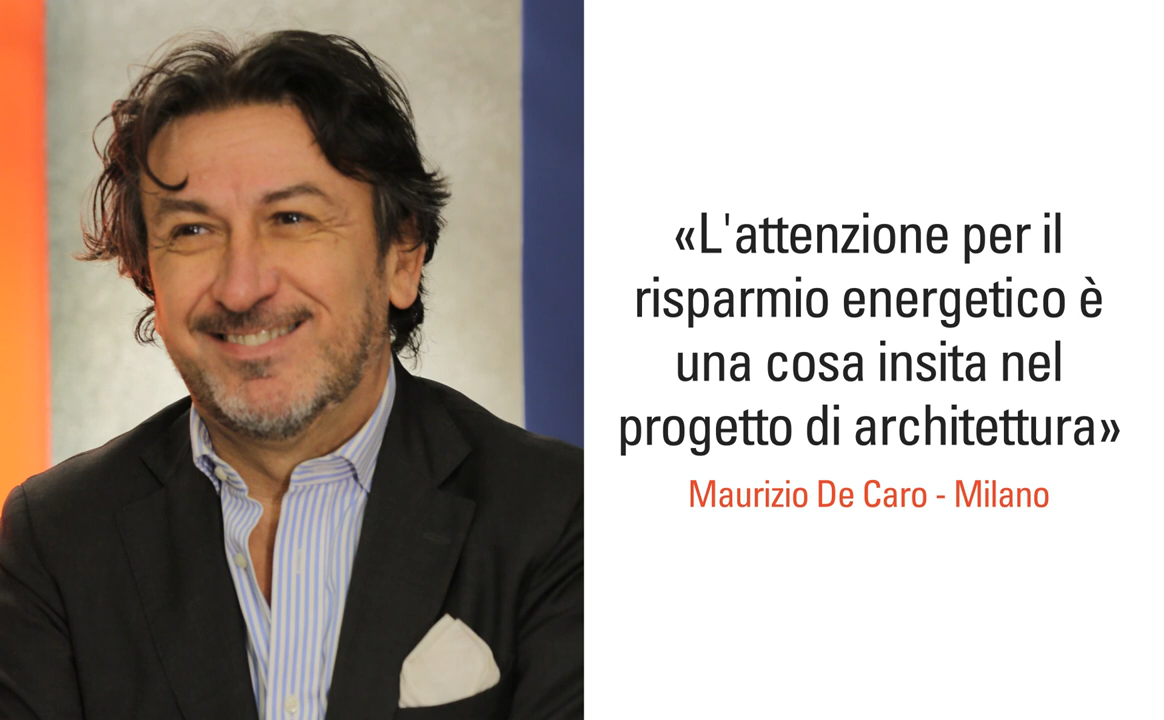 «L'attenzione per il
risparmio energetico è
una cosa insita nel
progetto di architettura»
Maurizio De Caro - Milano